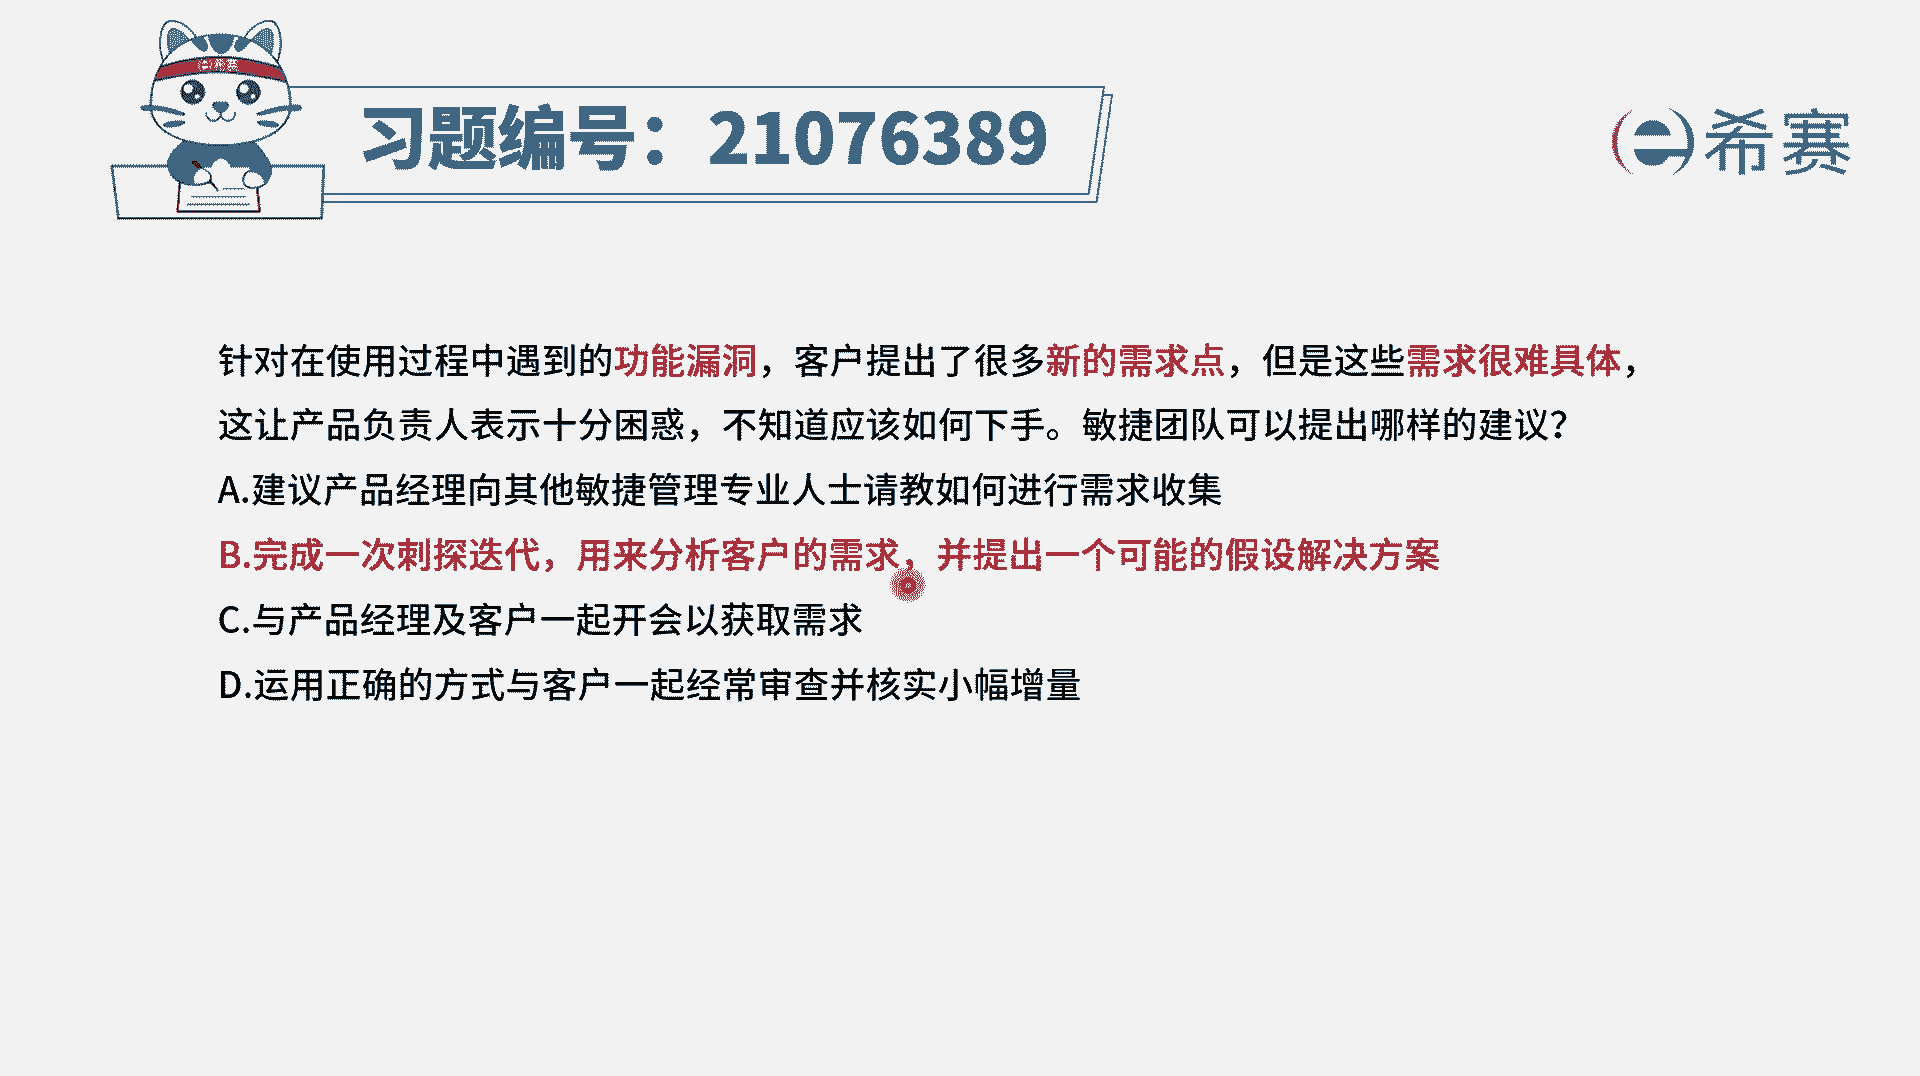 习题编号：21076389
希赛
针对在使用过程中遇到的功能漏洞，客户提出了很多新的需求点，但是这些需求很难具体，
这让产品负责人表示十分困惑，不知道应该如何下手。敏捷团队可以提出哪样的建议？
A.建议产品经理向其他敏捷管理专业人士请教如何进行需求收集
B.完成一次刺探迭代，用来分析客户的需求，并提出一个可能的假设解决方案
C.与产品经理及客户一起开会以获取需求
D.运用正确的方式与客户一起经常审查并核实小幅增量